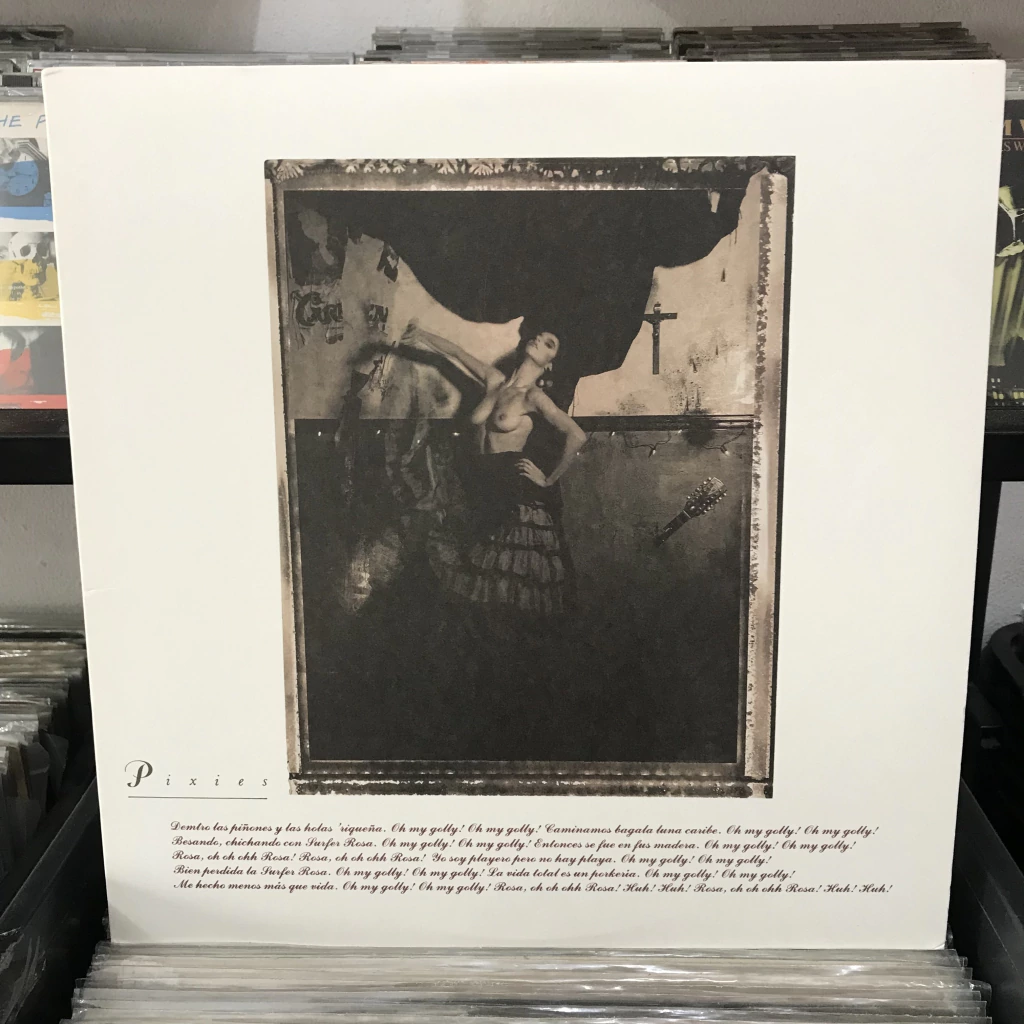 HE P
Pixies
Demtro las piñones y las holas 'riqueña. Oh my golly! Oh my golly! Caminamos bagala luna caribe. Oh my golly! Oh my golly!
Besando, chichando con Surfer Rosa. Oh my golly! Oh my golly! Entonces se fue en fus madera. Oh my golly! Oh my golly!
Rosa, oh oh ohh Rosa! Rosa, oh oh ohh Rosa! Yo soy playero pero no hay playa. Oh my golly! Oh my golly!
Bien perdida la Surfer Rosa. Oh my golly! Oh my golly! La vida total es un porkeria. Oh my golly! Oh my golly!
Me hecho menos más que vida. Oh my golly! Oh my golly! Rosa, oh oh ohh Rosa! Huh! Huh! Rosa, oh oh ohh Rosa! Huh! Huh!